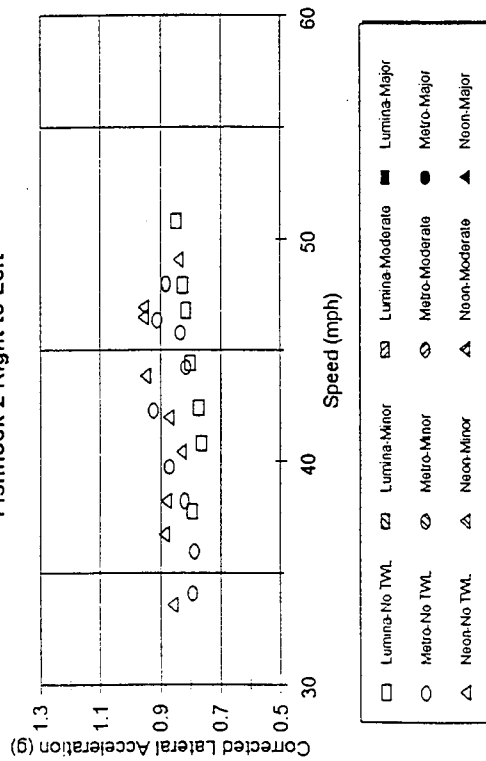 Fishhook 2 Right to Left
Corrected Lateral Acceleration (g)
1.3
1.1
0.9
0.7
0.5
30
40
50
60
Speed (mph)
Lumina-No TWL
Lumina-Minor
Lumina-Moderate
Lumina-Major
Metro-No TWL
Metro-Minor
Metro-Moderate
Metro-Major
Neon-No TWL
Neon-Minor
Neon-Moderate
Neon-Major